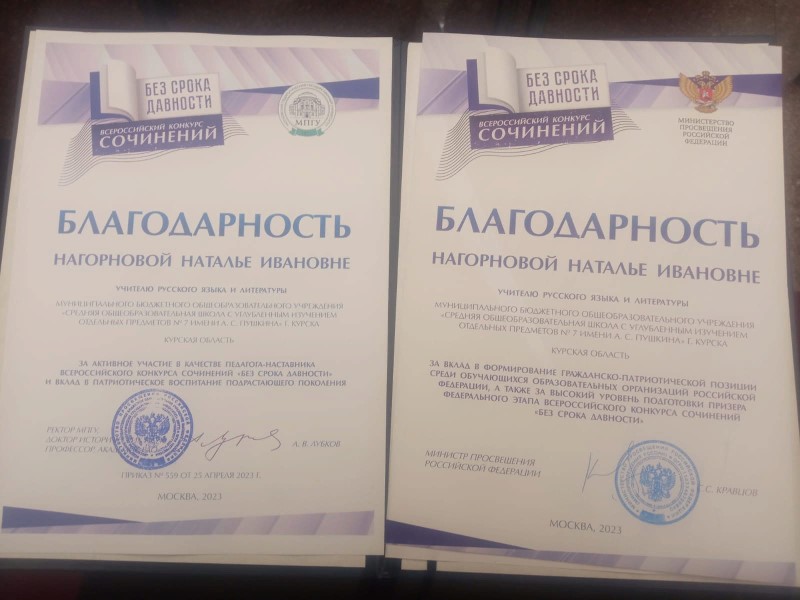 БЕЗ СРОКА
ДАВНОСТИ
ВСЕРОССИЙСКИЙ КОНКУРС
СОЧИНЕНИЙ
МПГУ
БЛАГОДАРНОСТЬ
НАГОРНОВОЙ НАТАЛЬЕ ИВАНОВНЕ
УЧИТЕЛЮ РУССКОГО ЯЗЫКА И ЛИТЕРАТУРЫ
МУНИЦИПАЛЬНОГО БЮДЖЕТНОГО ОБЩЕОБРАЗОВАТЕЛЬНОГО УЧРЕЖДЕНИЯ
«СРЕДНЯЯ ОБЩЕОБРАЗОВАТЕЛЬНАЯ ШКОЛА С УГЛУБЛЕННЫМ ИЗУЧЕНИЕМ
ОТДЕЛЬНЫХ ПРЕДМЕТОВ № 7 ИМЕНИ А. С. ПУШКИНА» Г. КУРСКА
КУРСКАЯ ОБЛАСТЬ
ЗА АКТИВНОЕ УЧАСТИЕ В КАЧЕСТВЕ ПЕДАГОГА-НАСТАВНИКА
ВСЕРОССИЙСКОГО КОНКУРСА СОЧИНЕНИЙ «БЕЗ СРОКА ДАВНОСТИ»
И ВКЛАД В ПАТРИОТИЧЕСКОЕ ВОСПИТАНИЕ ПОДРАСТАЮЩЕГО ПОКОЛЕНИЯ
РЕКТОР МПГУ,
ДОКТОР ИСТОР
ПРОФЕССОР, АКАД
А. В. ЛУБКОВ
ПРИКАЗ № 559 ОТ 25 АПРЕЛЯ 2023 Г.
МОСКВА, 2023
БЕЗ СРОКА
ДАВНОСТИ
ВСЕРОССИЙСКИЙ КОНКУРС
СОЧИНЕНИЙ
МИНИСТЕРСТВО
ПРОСВЕЩЕНИЯ
РОССИЙСКОЙ
ФЕДЕРАЦИИ
БЛАГОДАРНОСТЬ
НАГОРНОВОЙ НАТАЛЬЕ ИВАНОВНЕ
УЧИТЕЛЮ РУССКОГО ЯЗЫКА И ЛИТЕРАТУРЫ
МУНИЦИПАЛЬНОГО БЮДЖЕТНОГО ОБЩЕОБРАЗОВАТЕЛЬНОГО УЧРЕЖДЕНИЯ
«СРЕДНЯЯ ОБЩЕОБРАЗОВАТЕЛЬНАЯ ШКОЛА С УГЛУБЛЕННЫМ ИЗУЧЕНИЕМ
ОТДЕЛЬНЫХ ПРЕДМЕТОВ № 7 ИМЕНИ А. С. ПУШКИНА» Г. КУРСКА
КУРСКАЯ ОБЛАСТЬ
ЗА ВКЛАД В ФОРМИРОВАНИЕ ГРАЖДАНСКО-ПАТРИОТИЧЕСКОЙ ПОЗИЦИИ
СРЕДИ ОБУЧАЮЩИХСЯ ОБРАЗОВАТЕЛЬНЫХ ОРГАНИЗАЦИЙ РОССИЙСКОЙ
ФЕДЕРАЦИИ, А ТАКЖЕ ЗА ВЫСОКИЙ УРОВЕНЬ ПОДГОТОВКИ ПРИЗЕРА
ФЕДЕРАЛЬНОГО ЭТАПА ВСЕРОССИЙСКОГО КОНКУРСА СОЧИНЕНИЙ
«БЕЗ СРОКА ДАВНОСТИ»
МИНИСТР ПРОСВЕЩЕНИЯ
РОССИЙСКОЙ ФЕДЕРАЦИИ
С. КРАВЦОВ
МОСКВА, 2023